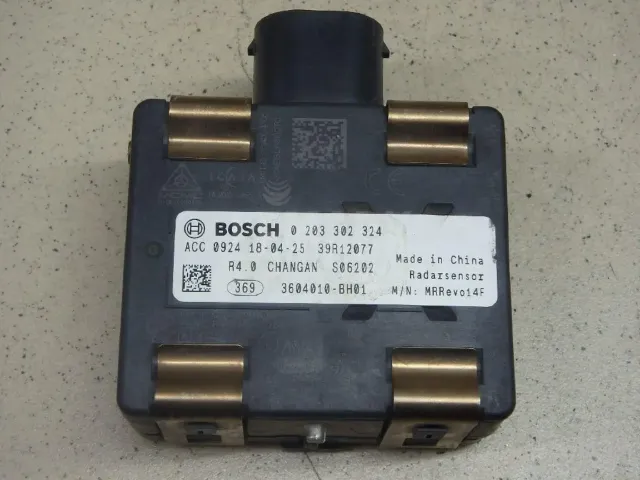 BOSCH 0 203 302 324
ACC 0924 18-04-25 39R12077
R4.0 CHANGAN S06202
369 3604010-BH01
Made in China
Radarsensor
M/N: MRRevo14F